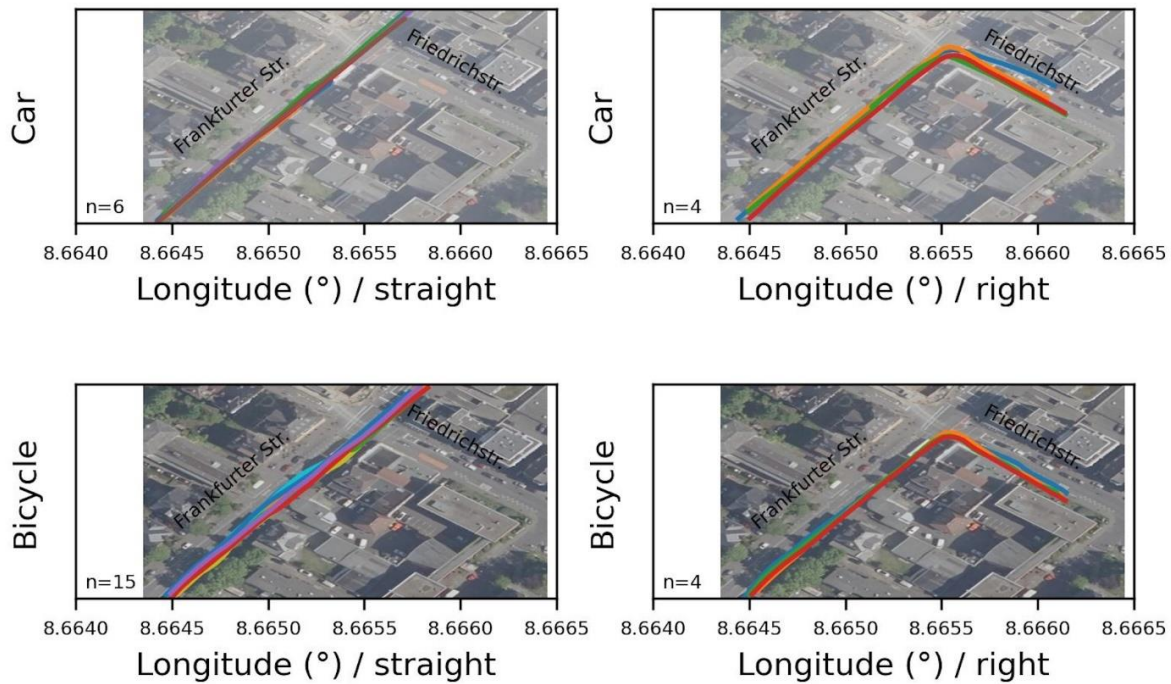 Car
Frankfurter Str.
Friedrichstr.
n=6
8.6640 8.6645 8.6650 8.6655 8.6660 8.6665
Longitude (°) / straight
Car
Frankfurter Str.
Friedrichstr.
n=4
8.6640 8.6645 8.6650 8.6655 8.6660 8.6665
Longitude (°) / right
Bicycle
Frankfurter Str.
Friedrichstr.
n=15
8.6640 8.6645 8.6650 8.6655 8.6660 8.6665
Longitude (°) / straight
Bicycle
Frankfurter Str.
Friedrichstr.
n=4
8.6640 8.6645 8.6650 8.6655 8.6660 8.6665
Longitude (°) / right